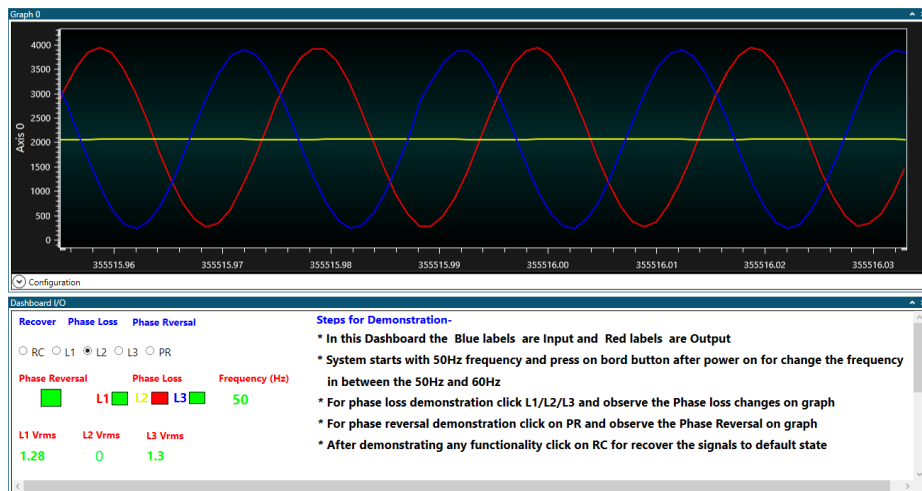 Graph 0
4000
3500
3000
2500
2000
1500
1000
500
0
Axis 0
355515.96 355515.97 355515.98 355515.99 355516.00 355516.01 355516.02 355516.03
Configuration
Dashboard I/O
Recover Phase Loss Phase Rversal
RC L1 L2 L3 PR
Phase Reversal Phase Loss Frequency (Hz)
L1 L2 L3 50
L1 Vrms L2 Vrms L3 Vrms
1.28 0 1.3
Steps for Demonstration-
* In this Dashboard the Blue labels are Input and Red labels are Output
* System starts with 50Hz frequency and press on bord button after power on for change the frequency
in between the 50Hz and 60Hz
* For phase loss demonstration click L1/L2/L3 and observe the Phase loss changes on graph
* For phase reversal demonstration click on PR and observe the Phase Reversal on graph
* After demonstrating any functionality click on RC for recover the signals to default state